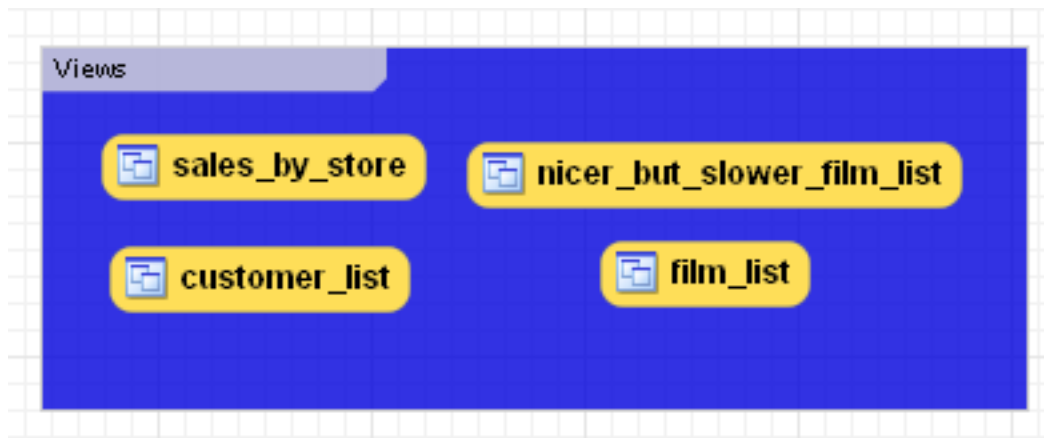 Views
sales_by_store
nicer_but_slower_film_list
customer_list
film_list